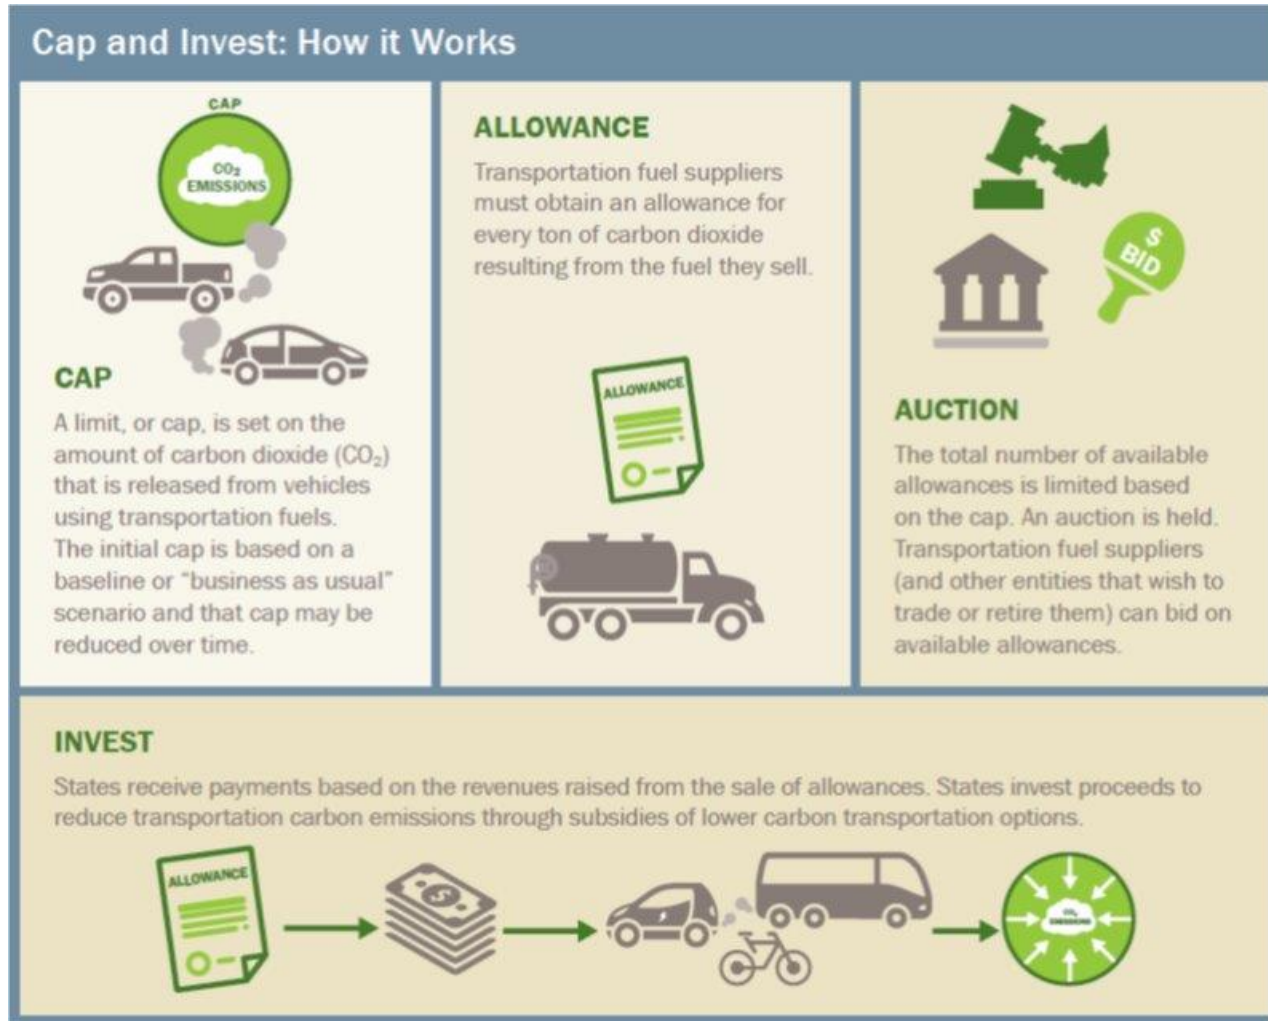 Cap and Invest: How it Works
CAP
CO₂
EMISSIONS
CAP
A limit, or cap, is set on the
amount of carbon dioxide (CO₂)
that is released from vehicles
using transportation fuels.
The initial cap is based on a
baseline or "business as usual"
scenario and that cap may be
reduced over time.
ALLOWANCE
Transportation fuel suppliers
must obtain an allowance for
every ton of carbon dioxide
resulting from the fuel they sell.
ALLOWANCE
$
BID
AUCTION
The total number of available
allowances is limited based
on the cap. An auction is held.
Transportation fuel suppliers
(and other entities that wish to
trade or retire them) can bid on
available allowances.
INVEST
States receive payments based on the revenues raised from the sale of allowances. States invest proceeds to
reduce transportation carbon emissions through subsidies of lower carbon transportation options.
ALLOWANCE
$
CO₂
EMISSIONS